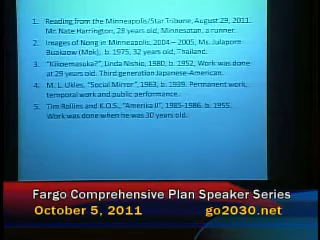 1. Reading from the Minneapolis/Star Tribune, August 29, 2011.
Mr. Nate Harrington, 28 years old, Minnesotan, a runner.
2. Images of Nong in Minneapolis, 2004 – 2005, Ms. Julaporn
Buakaow (Mok), b. 1975, 32 years old, Thailand.
3. "Kikoemasuka?", Linda Nishio, 1980, b. 1952, Work was done
at 29 years old. Third generation Japanese-American.
4. M. L. Ukles, "Social Mirror", 1983, b. 1939. Permanent work,
temporal work and public performance.
5. Tim Rollins and K.O.S., "Amerika II", 1985-1986. b. 1955.
Work was done when he was 30 years old.
Fargo Comprehensive Plan Speaker Series
October 5, 2011 go2030.net